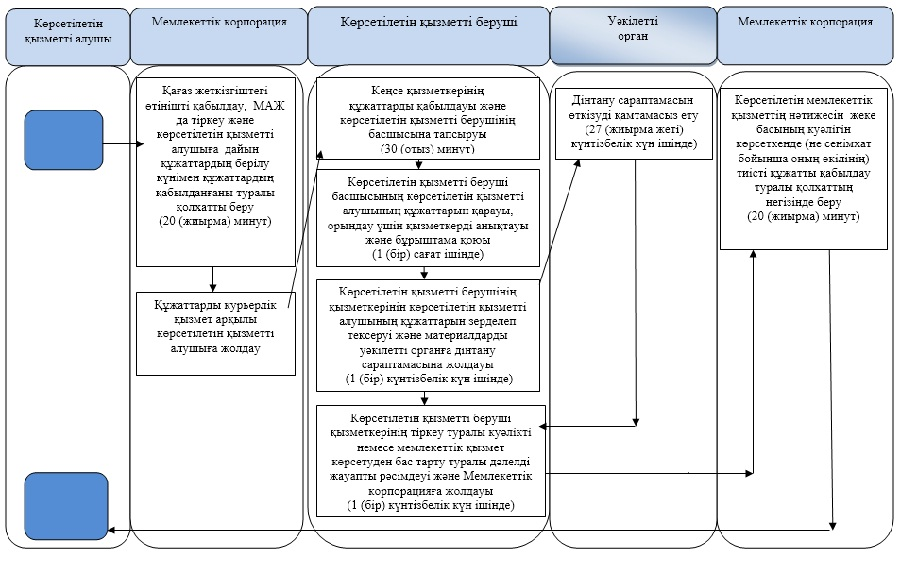 Көрсетілетін
қызметті алушы
Мемлекеттік корпорация
Көрсетілетін қызметті беруші
Уәкілетті
орган
Мемлекеттік корпорация
Қағаз жеткізгіштегі
өтінішті қабылдау, МАЖ
да тіркеу және
көрсетілетін қызметті
алушыға дайын
құжаттардың берілу
күнімен құжаттардың
қабылданғаны туралы
қолхатты беру
(20 (жиырма) минут)
Құжаттарды курьерлік
қызмет арқылы
көрсетілетін қызметті
алушыға жолдау
Кеңсе қызметкерінің
құжаттарды қабылдауы және
көрсетілетін қызметті берушінің
басшысына тапсыруы
(30 (отыз) минут)
Көрсетілетін қызметті беруші
басшысының көрсетілетін қызметті
алушының құжаттарын қарауы,
орындау үшін қызметкерді анықтауы
және бұрыштама қоюы
(1 (бір) сағат ішінде)
Көрсетілетін қызметті берушінің
қызметкерінің көрсетілетін қызметті
алушының құжаттарын зерделеп
тексеруі және материалдарды
уәкілетті органға дінтану
сараптамасына жолдауы
(1 (бір) күнтізбелік күн ішінде)
Көрсетілетін қызметті беруші
қызметкерінің тіркеу туралы куәлікті
немесе мемлекеттік қызмет
көрсетуден бас тарту туралы дәлелді
жауапты ресімдеуі және Мемлекеттік
корпорацияға жолдауы
(1 (бір) күнтізбелік күн ішінде)
Дінтану сараптамасын
өткізуді қамтамасыз ету
(27 (жиырма жеті)
күнтізбелік күн ішінде)
Көрсетілетін мемлекеттік
қызметтің нәтижесін жеке
басының куәлігін
көрсеткенде (не сенімхат
бойынша оның өкілінің)
тиісті құжатты қабылдау
туралы қолхаттың
негізінде беру
(20 (жиырма) минут)